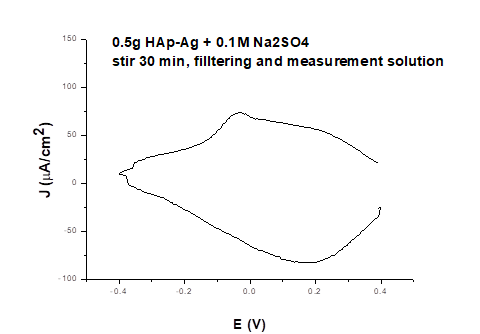 0.5g HAp-Ag + 0.1M Na2SO4
stir 30 min, fiiltering and measurement solution
150
100
50
0
-50
-100
J (µA/cm²)
-0.4
-0.2
0.0
0.2
0.4
E (V)